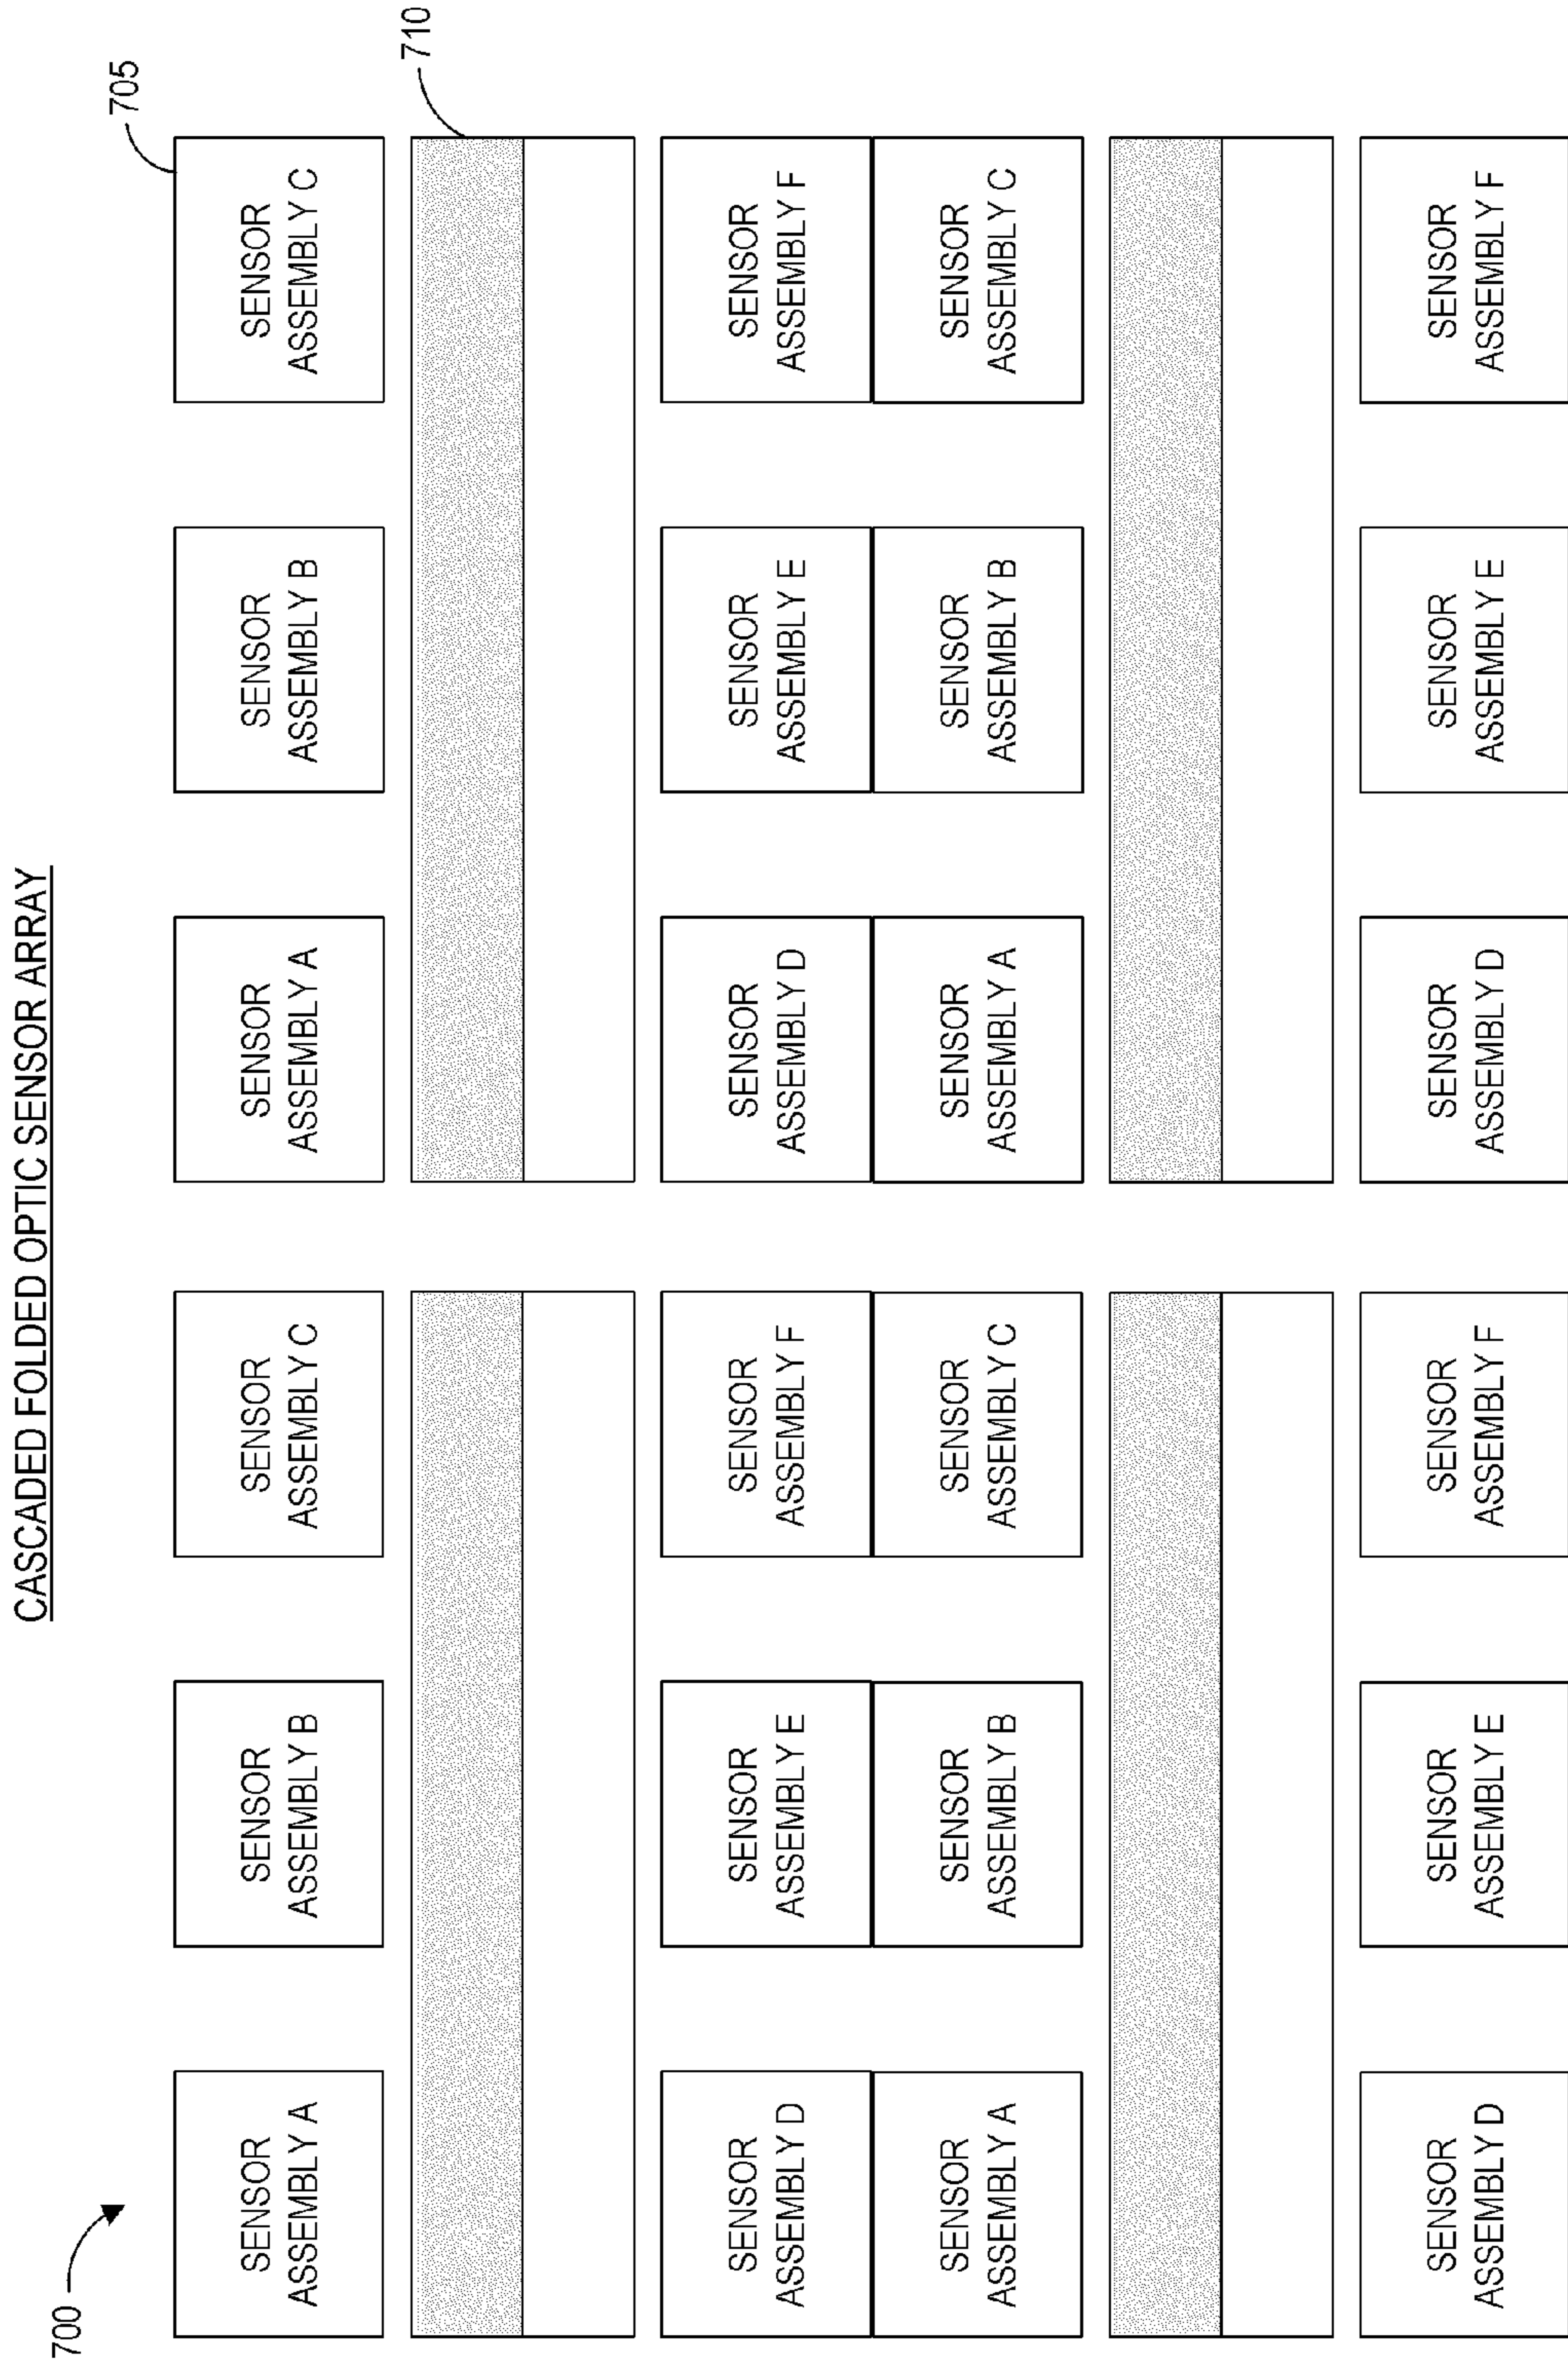 CASCADED FOLDED OPTIC SENSOR ARRAY
700
705
710
SENSOR
ASSEMBLY A
SENSOR
ASSEMBLY B
SENSOR
ASSEMBLY C
SENSOR
ASSEMBLY A
SENSOR
ASSEMBLY B
SENSOR
ASSEMBLY C
SENSOR
ASSEMBLY D
SENSOR
ASSEMBLY E
SENSOR
ASSEMBLY F
SENSOR
ASSEMBLY D
SENSOR
ASSEMBLY E
SENSOR
ASSEMBLY F
SENSOR
ASSEMBLY A
SENSOR
ASSEMBLY B
SENSOR
ASSEMBLY C
SENSOR
ASSEMBLY A
SENSOR
ASSEMBLY B
SENSOR
ASSEMBLY C
SENSOR
ASSEMBLY D
SENSOR
ASSEMBLY E
SENSOR
ASSEMBLY F
SENSOR
ASSEMBLY D
SENSOR
ASSEMBLY E
SENSOR
ASSEMBLY F